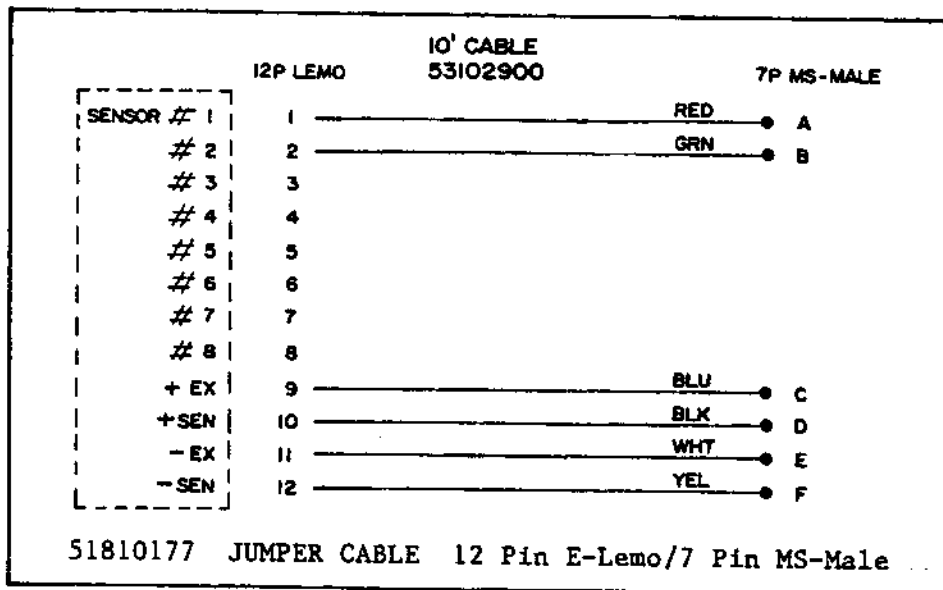 10' CABLE
12P LEMO 53102900 7P MS-MALE
SENSOR # 1 1 RED A
# 2 2 GRN B
# 3 3
# 4 4
# 5 5
# 6 6
# 7 7
# 8 8
+ EX 9 BLU C
+SEN 10 BLK D
- EX 11 WHT E
-SEN 12 YEL F
51810177 JUMPER CABLE 12 Pin E-Lemo/7 Pin MS-Male